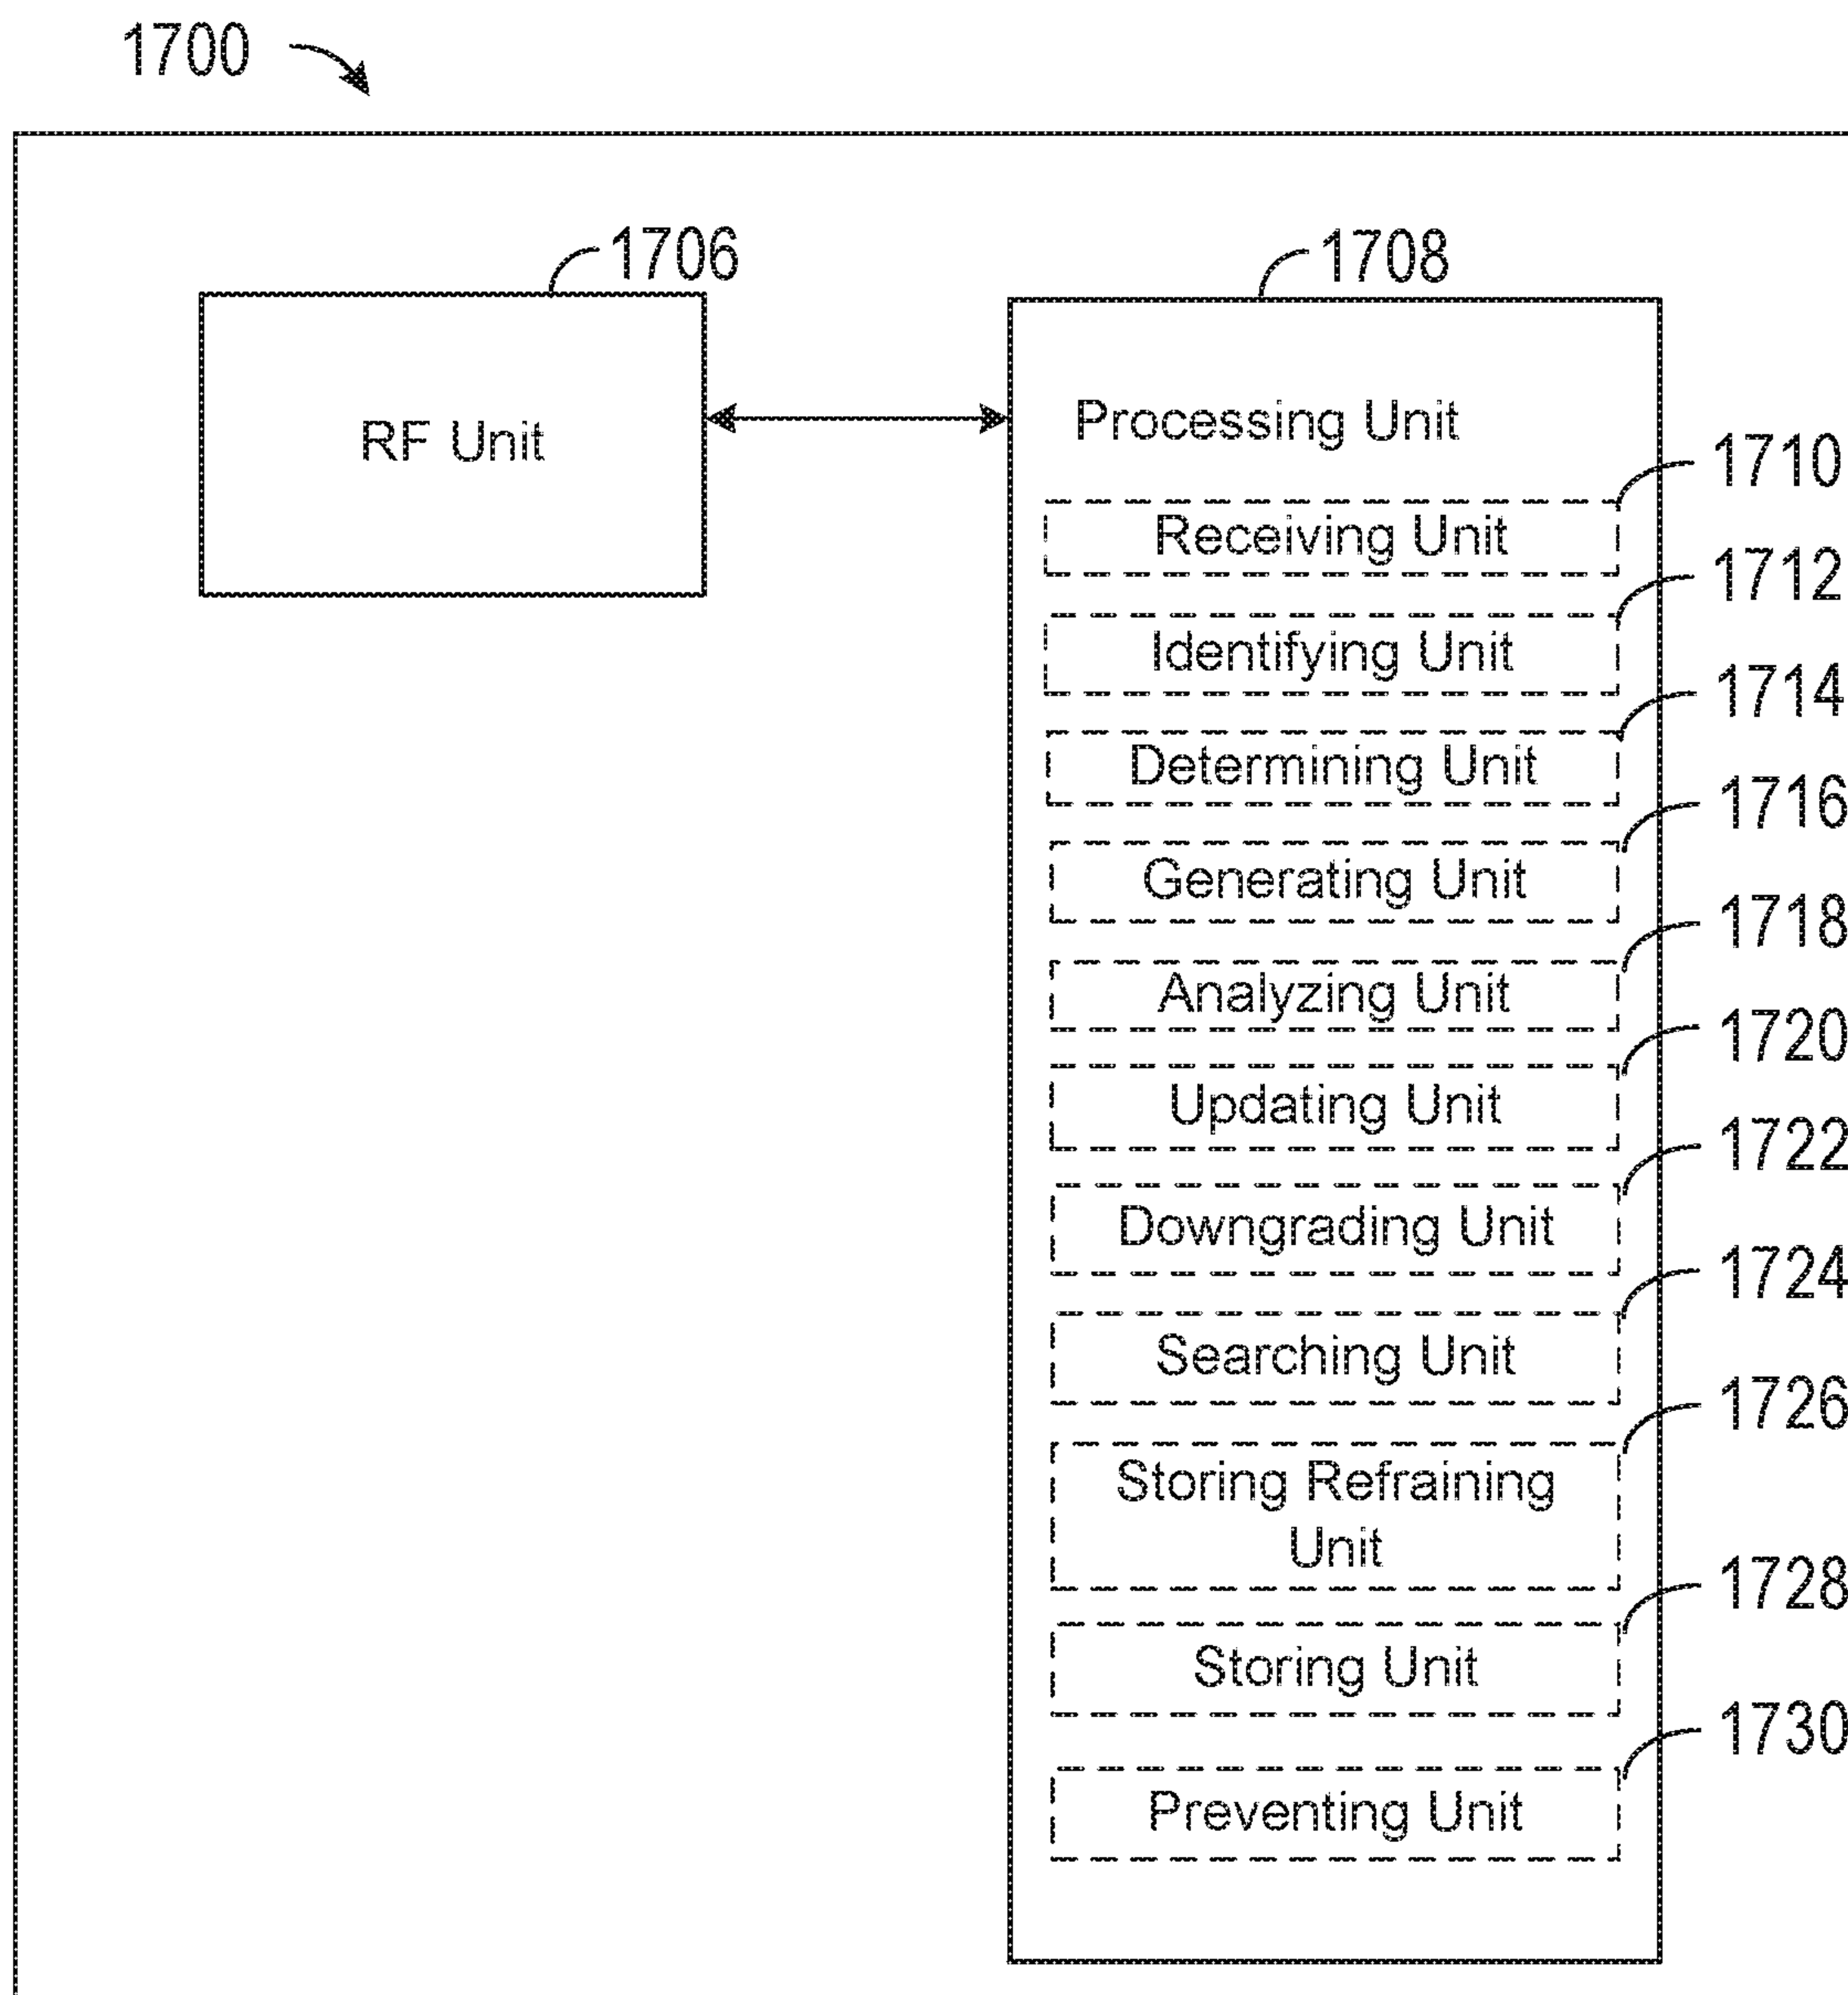 1700
1706
1708
RF Unit
Processing Unit
1710
Receiving Unit
1712
Identifying Unit
1714
Determining Unit
1716
Generating Unit
1718
Analyzing Unit
1720
Updating Unit
1722
Downgrading Unit
1724
Searching Unit
1726
Storing Refraining
Unit
1728
Storing Unit
1730
Preventing Unit